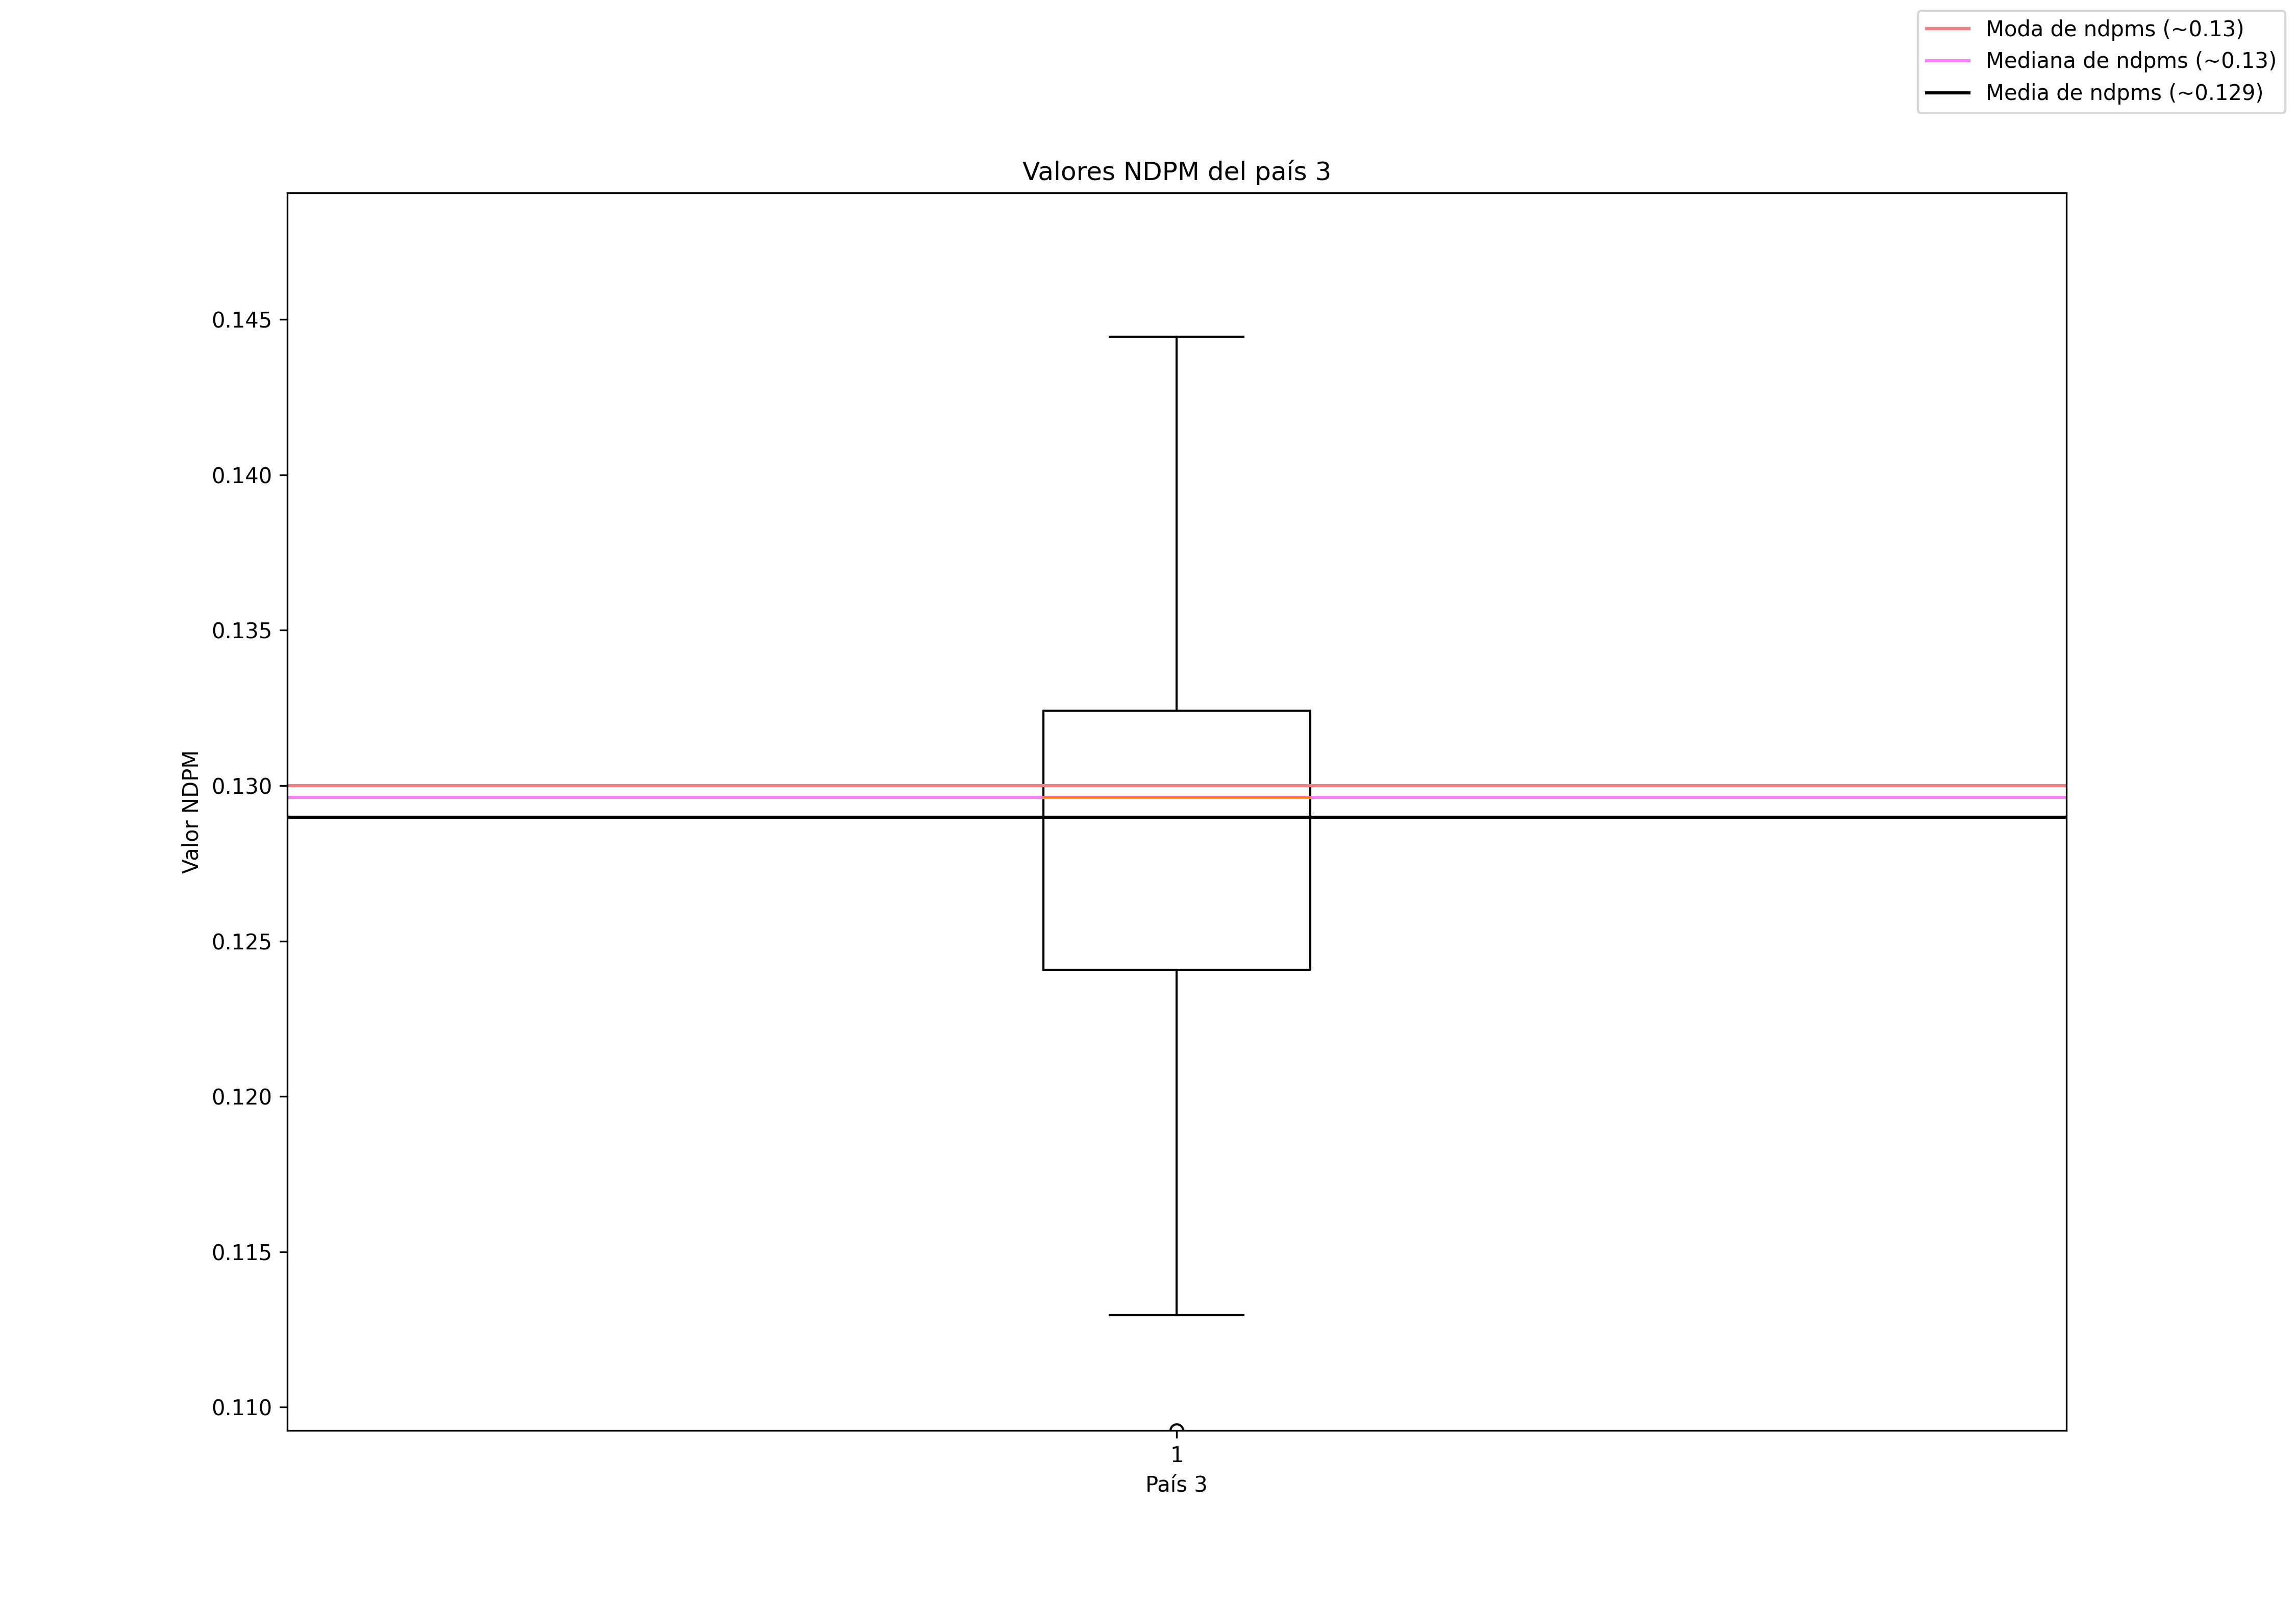 Moda de ndpms (~0.13)
Mediana de ndpms (~0.13)
Media de ndpms (~0.129)
Valores NDPM del país 3
0.145
0.140
0.135
0.130
0.125
0.120
0.115
0.110
Valor NDPM
1
País 3